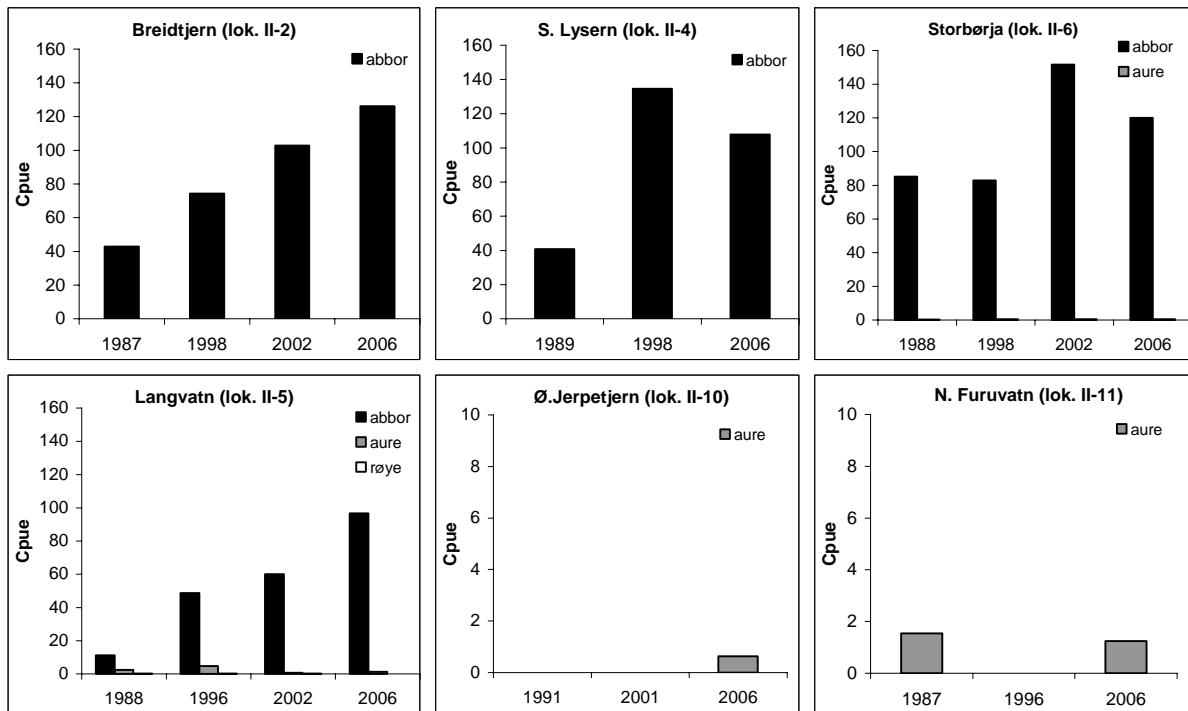 Breidtjern (lok. II-2)
abbor
Cpue
160
140
120
100
80
60
40
20
0
1987 1998 2002 2006
S. Lysern (lok. II-4)
abbor
Cpue
160
140
120
100
80
60
40
20
0
1989 1998 2006
Storbørja (lok. II-6)
abbor
aure
Cpue
160
140
120
100
80
60
40
20
0
1988 1998 2002 2006
Langvatn (lok. II-5)
abbor
aure
røye
Cpue
160
140
120
100
80
60
40
20
0
1988 1996 2002 2006
Ø.Jerpetjern (lok. II-10)
aure
Cpue
10
8
6
4
2
0
1991 2001 2006
N. Furuvatn (lok. II-11)
aure
Cpue
10
8
6
4
2
0
1987 1996 2006